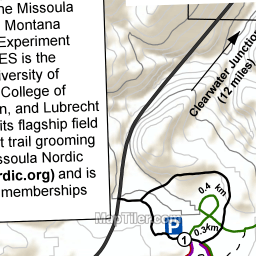 he Missoula
Montana
Experiment
ES is the
iversity of
College of
n, and Lubrecht
its flagship field
t trail grooming
ssoula Nordic
rdic.org) and is
memberships
Clearwater Junction
(12 miles)
0.4 km
0.3km
P
1
MapTiler.com